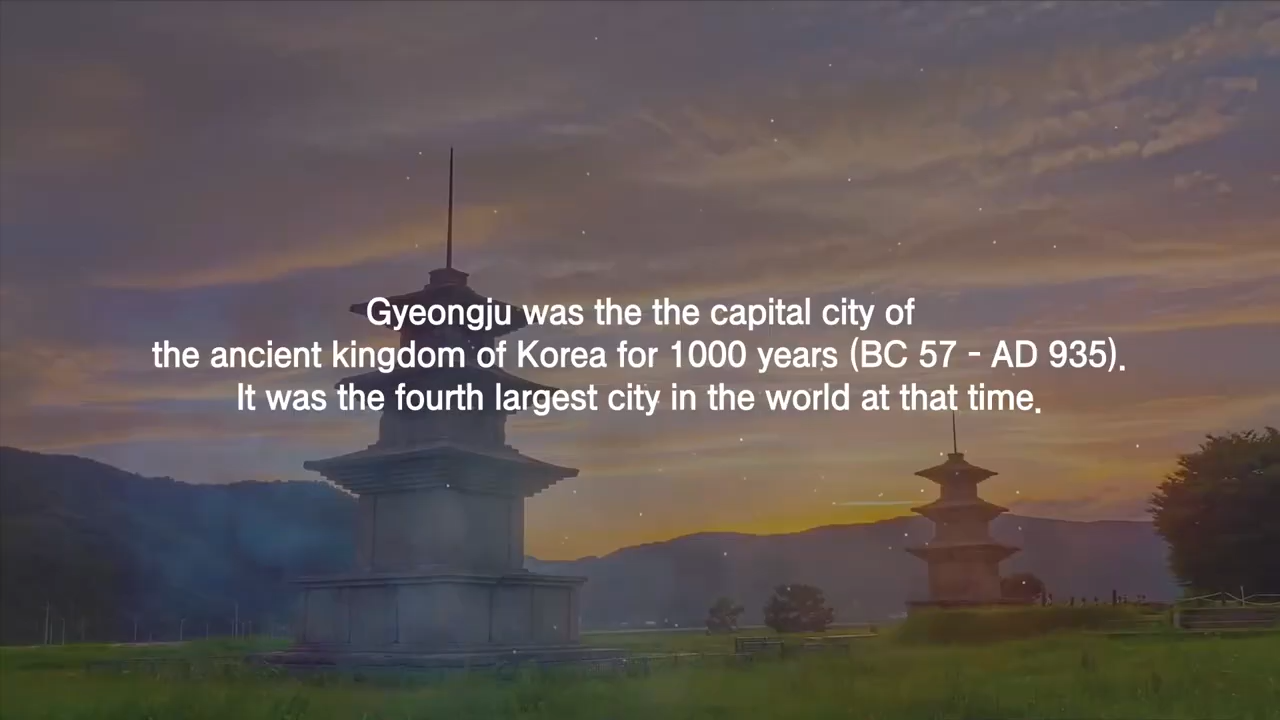 Gyeongju was the the capital city of
the ancient kingdom of Korea for 1000 years (BC 57 - AD 935).
It was the fourth largest city in the world at that time.